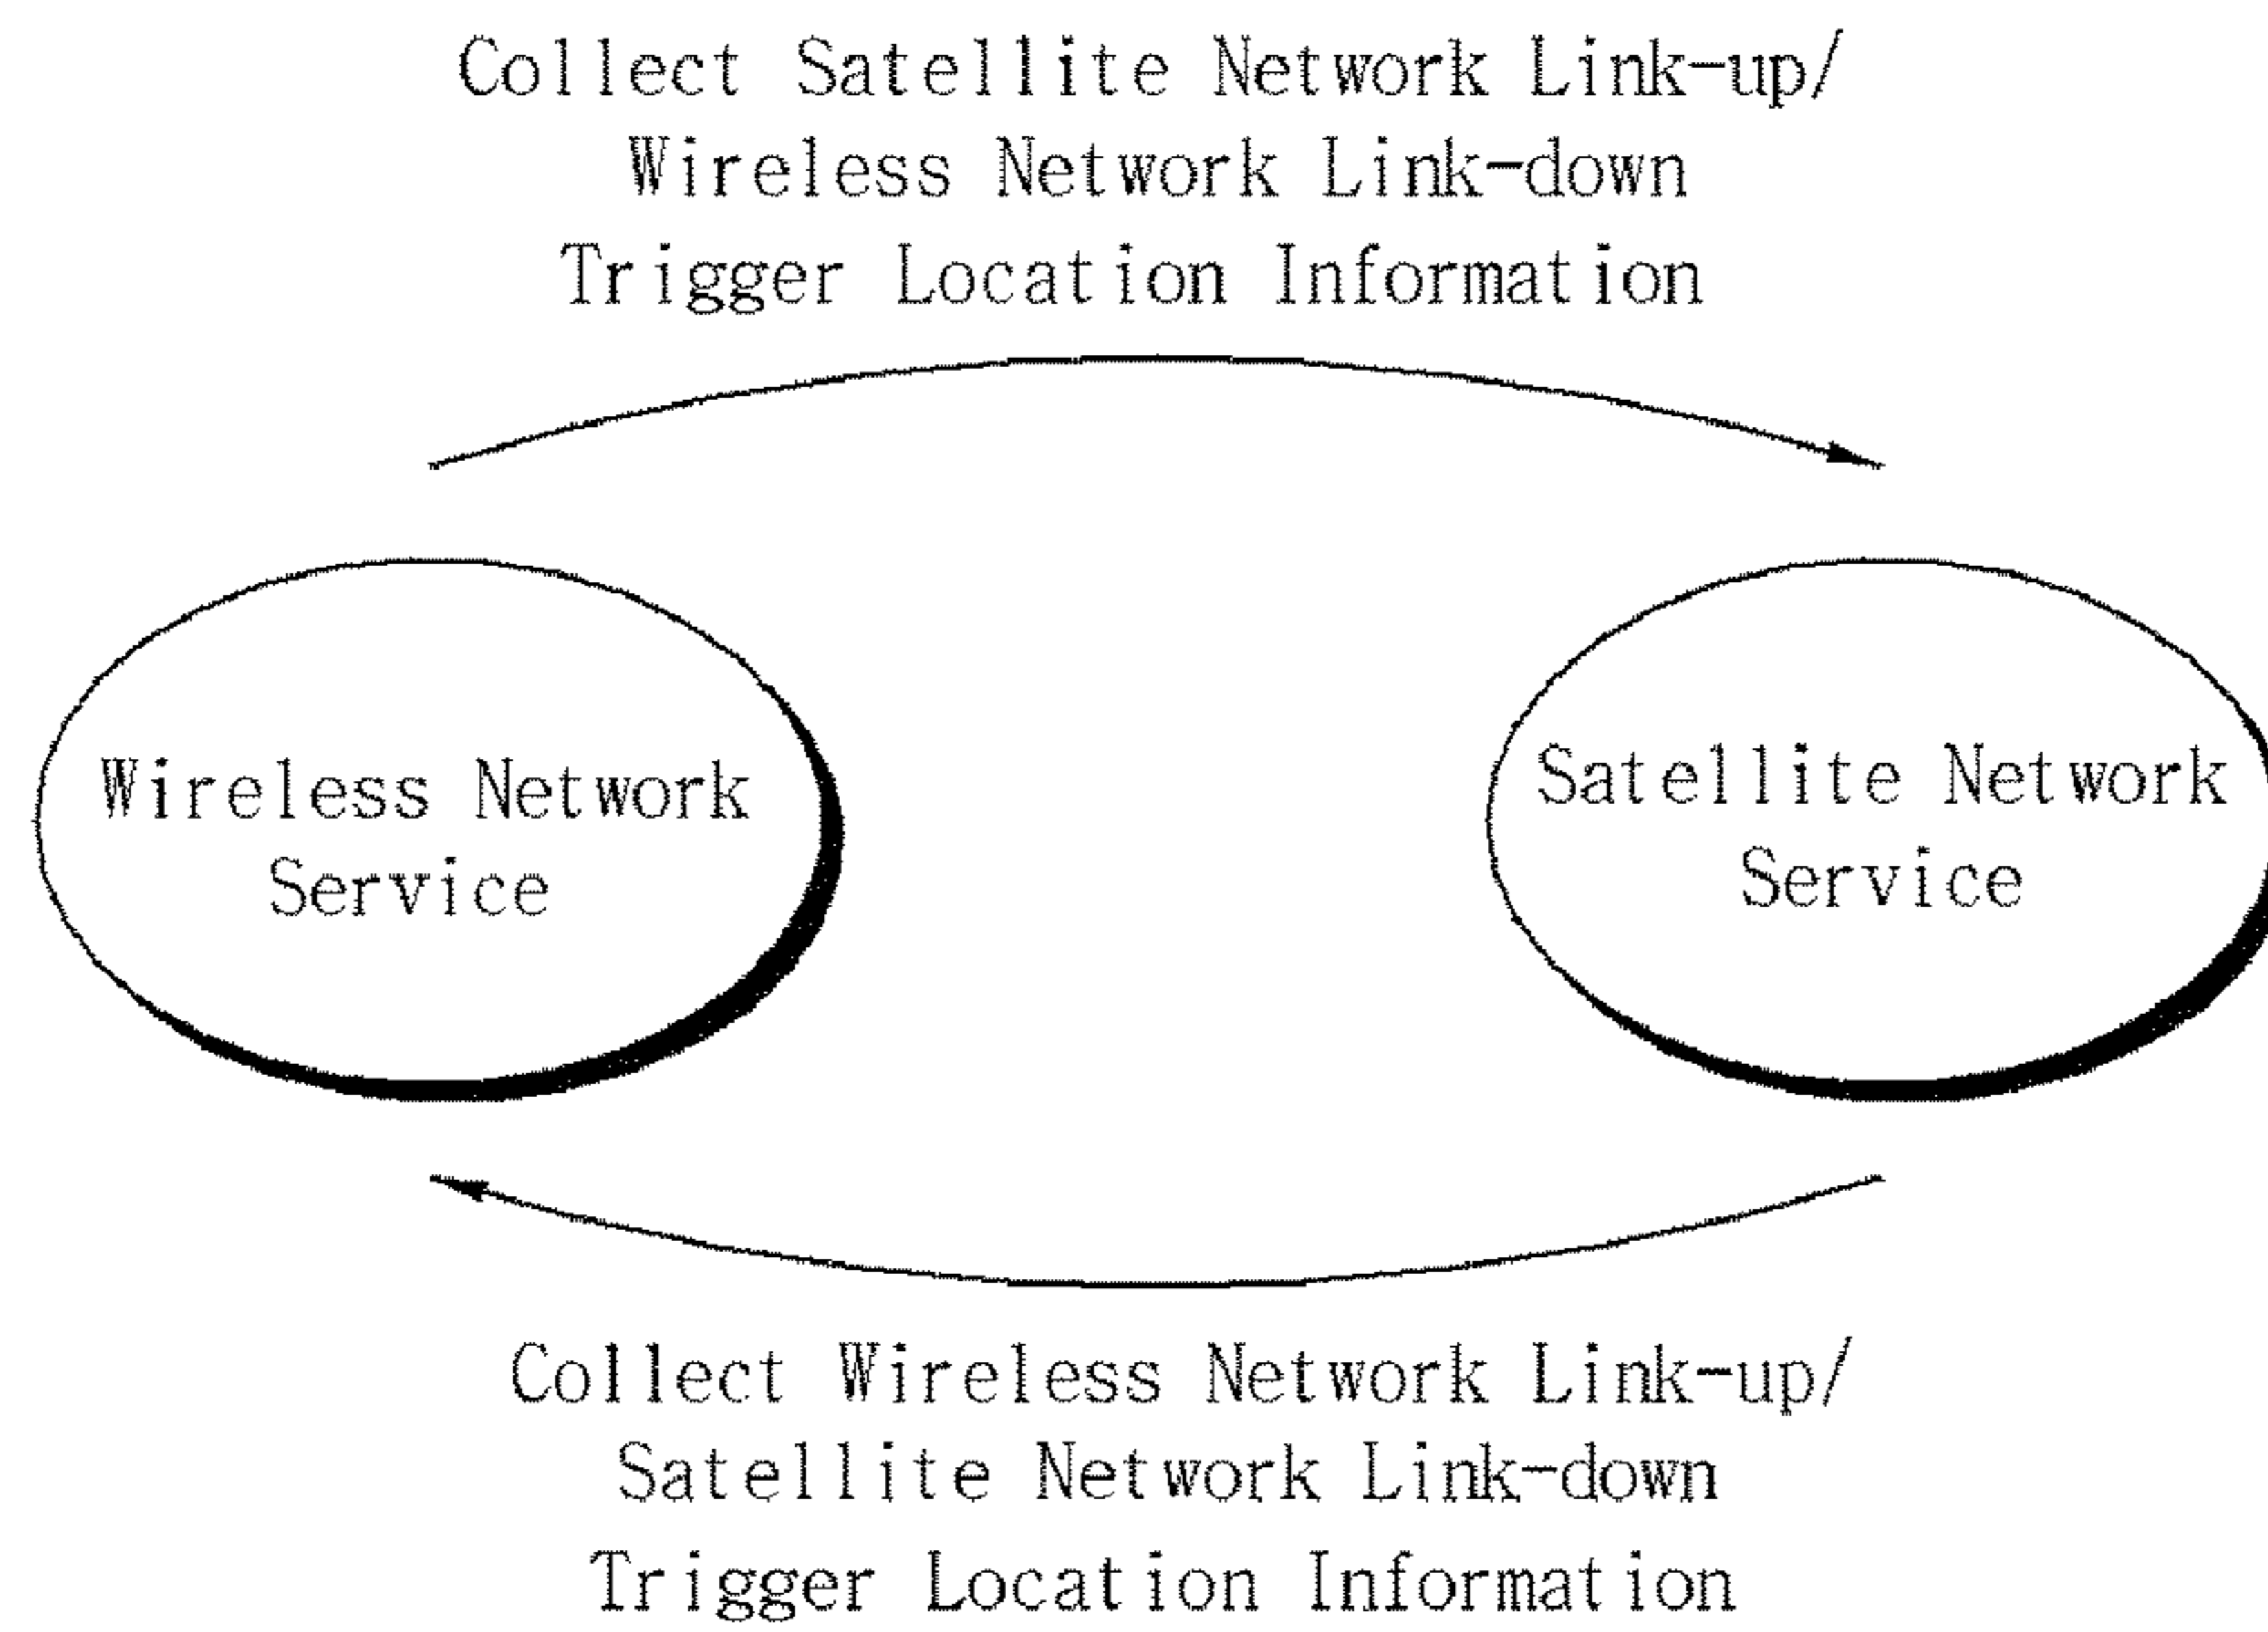 Collect Satellite Network Link-up/
Wireless Network Link-down
Trigger Location Information
Wireless Network
Service
Satellite Network
Service
Collect Wireless Network Link-up/
Satellite Network Link-down
Trigger Location Information